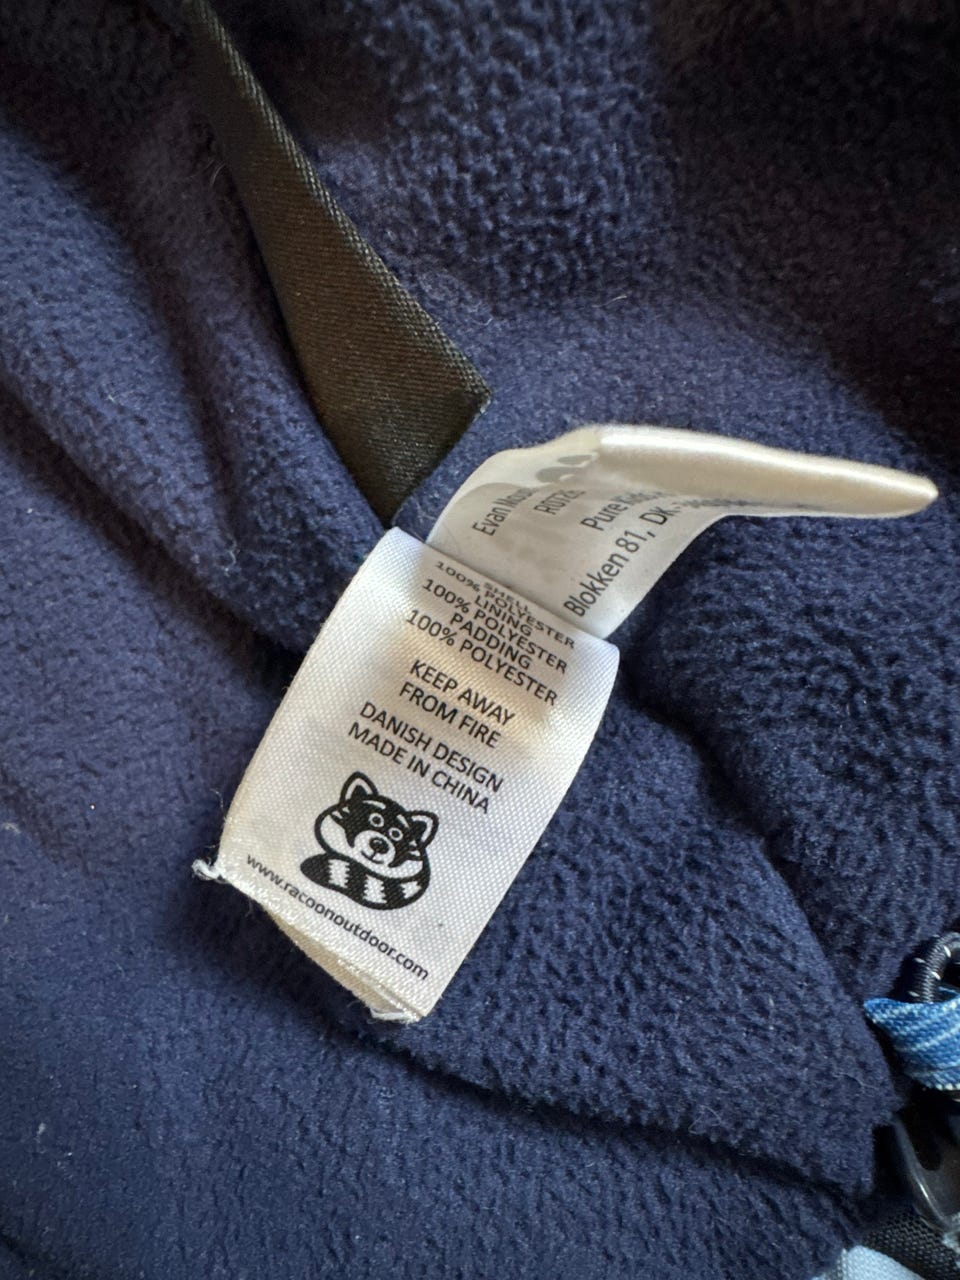 Evan
Pure
Blokken 81, DK-
SHELL
100% POLYESTER
LINING
100% POLYESTER
PADDING
100% POLYESTER
KEEP AWAY
FROM FIRE
DANISH DESIGN
MADE IN CHINA
www.racoonoutdoor.com